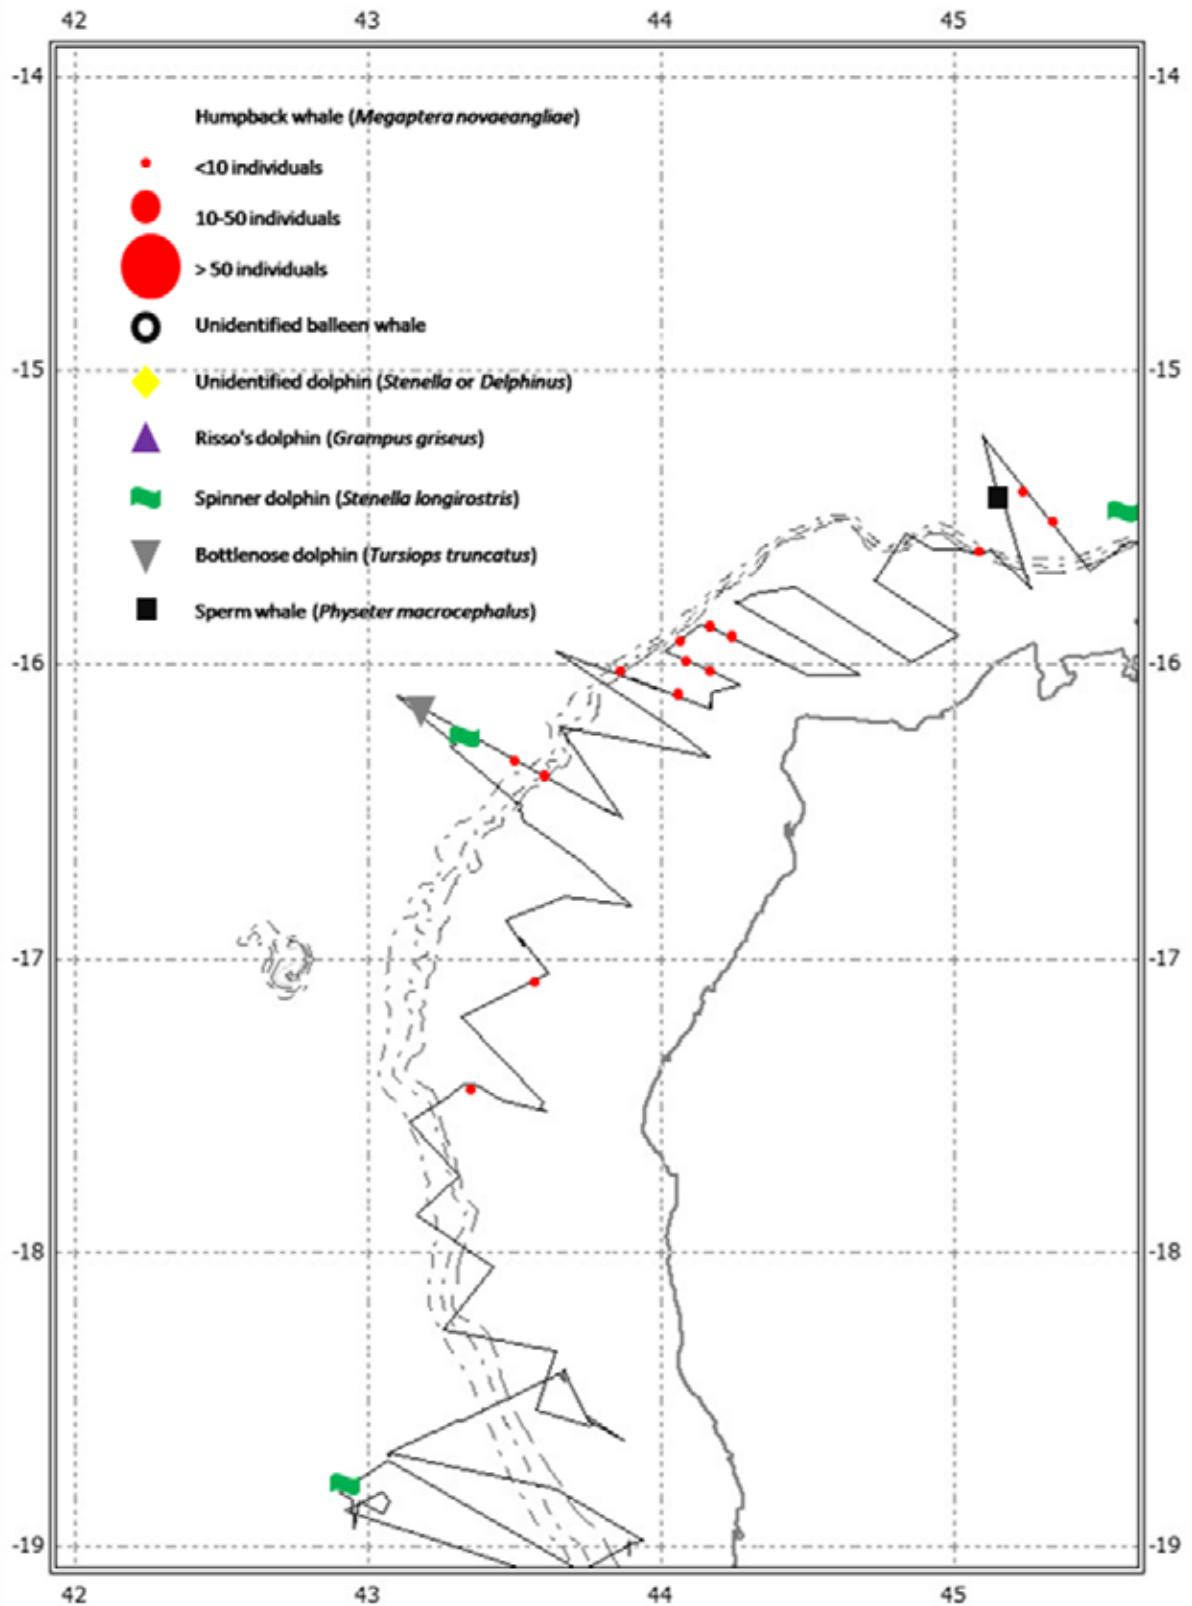 42 43 44 45
-14 -14
Humpback whale (Megaptera novaeangliae)
<10 individuals
10-50 individuals
> 50 individuals
Unidentified balleen whale
-15 -15
Unidentified dolphin (Stenella or Delphinus)
Risso's dolphin (Grampus griseus)
Spinner dolphin (Stenella longirostris)
Bottlenose dolphin (Tursiops truncatus)
Sperm whale (Physeter macrocephalus)
-16 -16
-17 -17
-18 -18
-19 -19
42 43 44 45